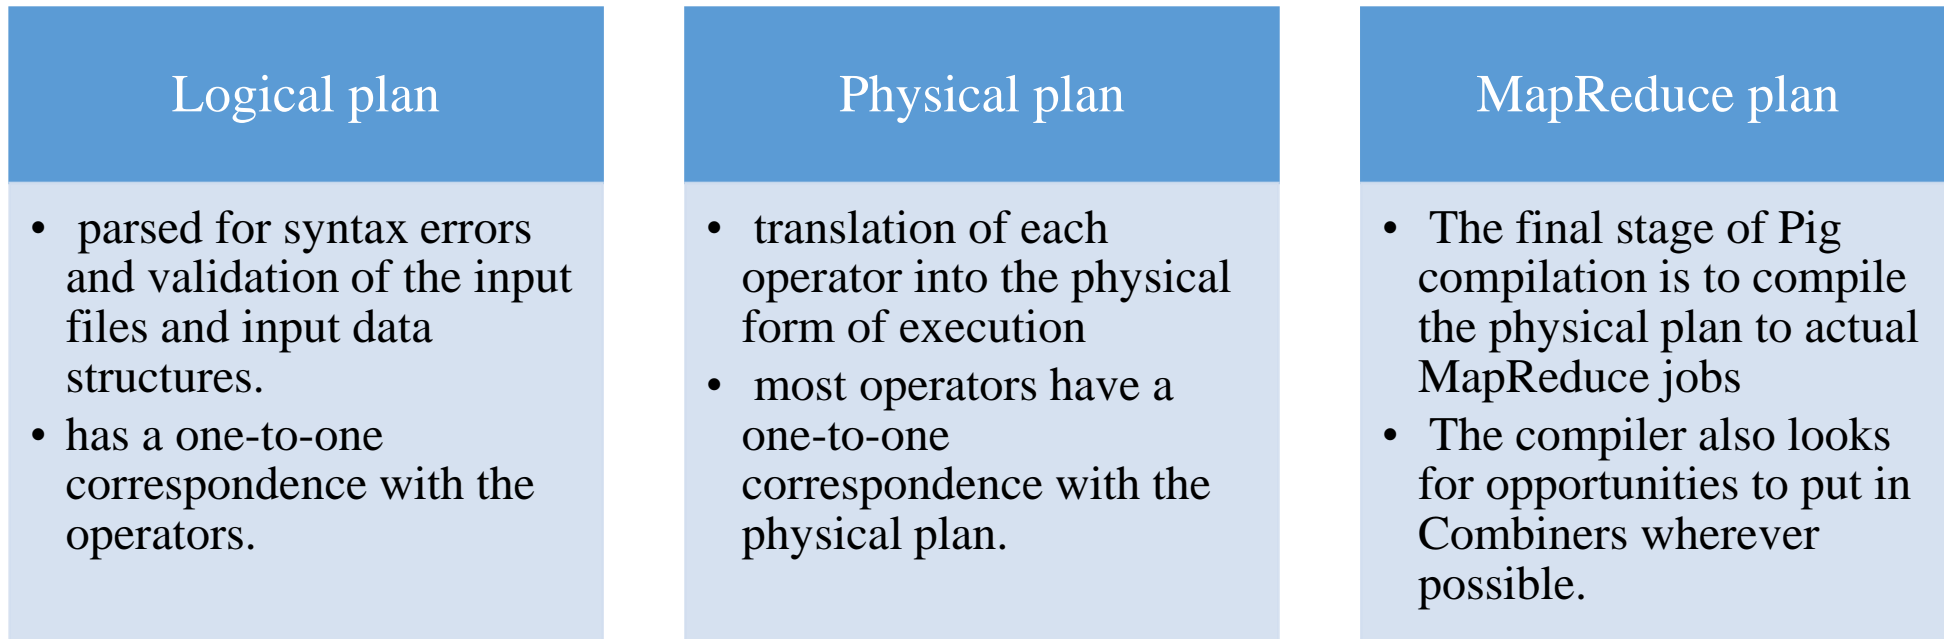 Logical plan
• parsed for syntax errors
and validation of the input
files and input data
structures.
• has a one-to-one
correspondence with the
operators.
Physical plan
• translation of each
operator into the physical
form of execution
• most operators have a
one-to-one
correspondence with the
physical plan.
MapReduce plan
• The final stage of Pig
compilation is to compile
the physical plan to actual
MapReduce jobs
• The compiler also looks
for opportunities to put in
Combiners wherever
possible.